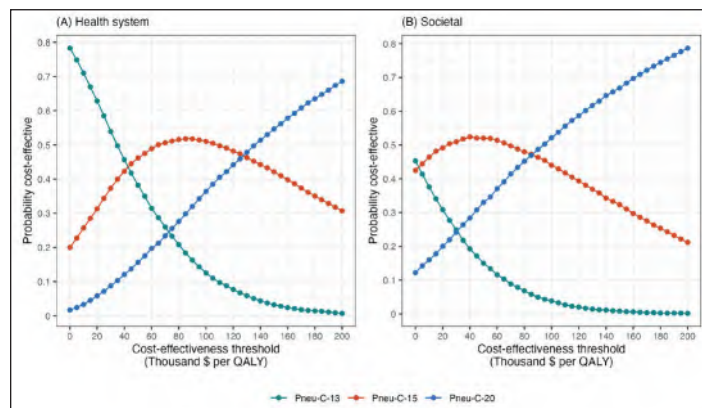 (A) Health system
(B) Societal
Probability cost-effective
0.8
0.7
0.6
0.5
0.4
0.3
0.2
0.1
0
0 20 40 60 80 100 120 140 160 180 200
Cost-effectiveness threshold
(Thousand $ per QALY)
Probability cost-effective
0.8
0.7
0.6
0.5
0.4
0.3
0.2
0.1
0
0 20 40 60 80 100 120 140 160 180 200
Cost-effectiveness threshold
(Thousand $ per QALY)
Pneu-C-13 Pneu-C-15 Pneu-C-20